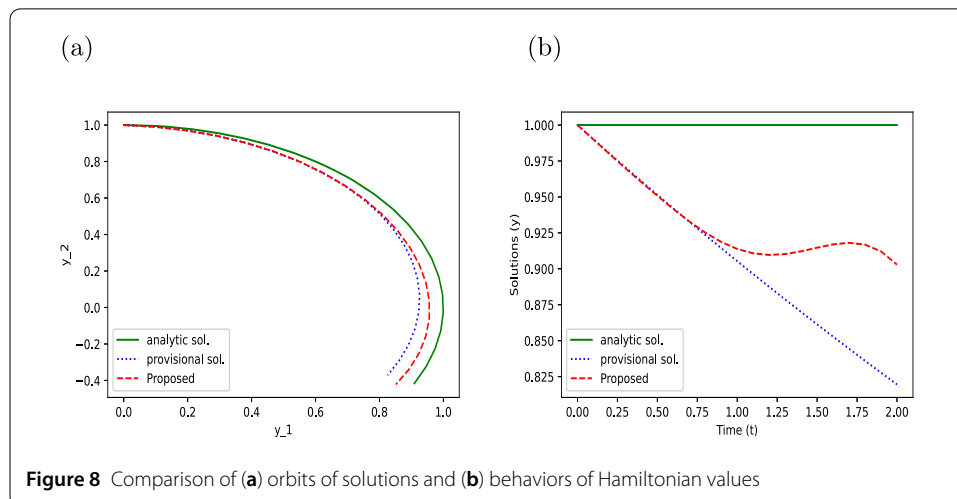 (a)
1.0
0.8
0.6
0.4
0.2
0.0
−0.2
−0.4
y_2
analytic sol.
provisional sol.
Proposed
0.0 0.2 0.4 0.6 0.8 1.0
y_1
(b)
1.000
0.975
0.950
0.925
0.900
0.875
0.850
0.825
Solutions (y)
analytic sol.
provisional sol.
Proposed
0.00 0.25 0.50 0.75 1.00 1.25 1.50 1.75 2.00
Time (t)
Figure 8 Comparison of (a) orbits of solutions and (b) behaviors of Hamiltonian values